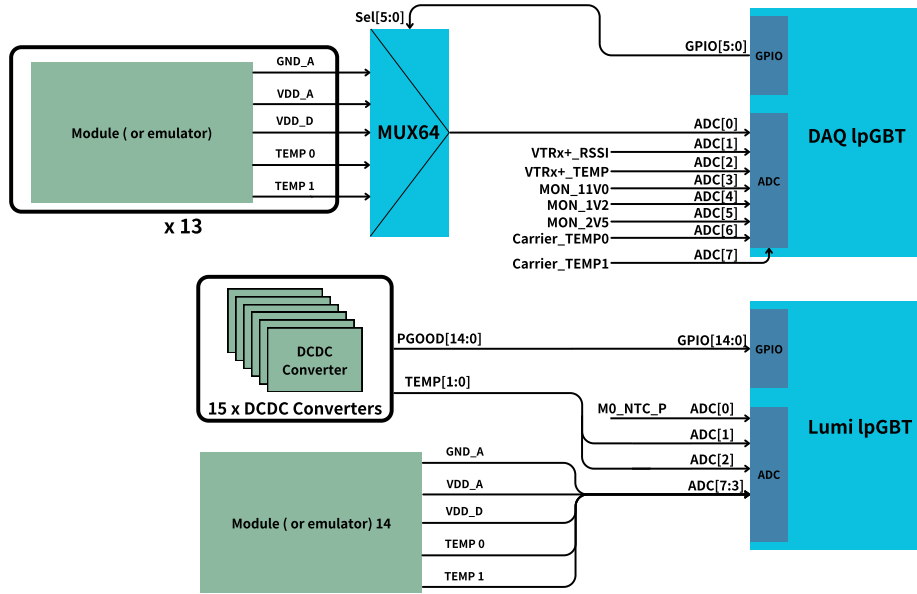 Sel[5:0]
GND_A
VDD_A
VDD_D
TEMP 0
TEMP 1
Module ( or emulator)
x 13
MUX64
GPIO[5:0]
GPIO
ADC[0]
ADC[1]
ADC[2]
ADC[3]
ADC[4]
ADC[5]
ADC[6]
ADC[7]
VTRx+_RSSI
VTRx+_TEMP
MON_11V0
MON_1V2
MON_2V5
Carrier_TEMP0
Carrier_TEMP1
ADC
DAQ lpGBT
DCDC
Converter
15 x DCDC Converters
PGOOD[14:0]
TEMP[1:0]
GPIO[14:0]
GPIO
M0_NTC_P
ADC[0]
ADC[1]
ADC[2]
ADC[7:3]
ADC
Lumi lpGBT
Module ( or emulator) 14
GND_A
VDD_A
VDD_D
TEMP 0
TEMP 1